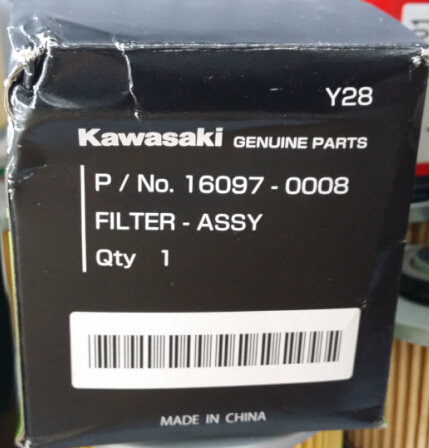 Y28
Kawasaki GENUINE PARTS
P / No. 16097 - 0008
FILTER - ASSY
Qty 1
MADE IN CHINA